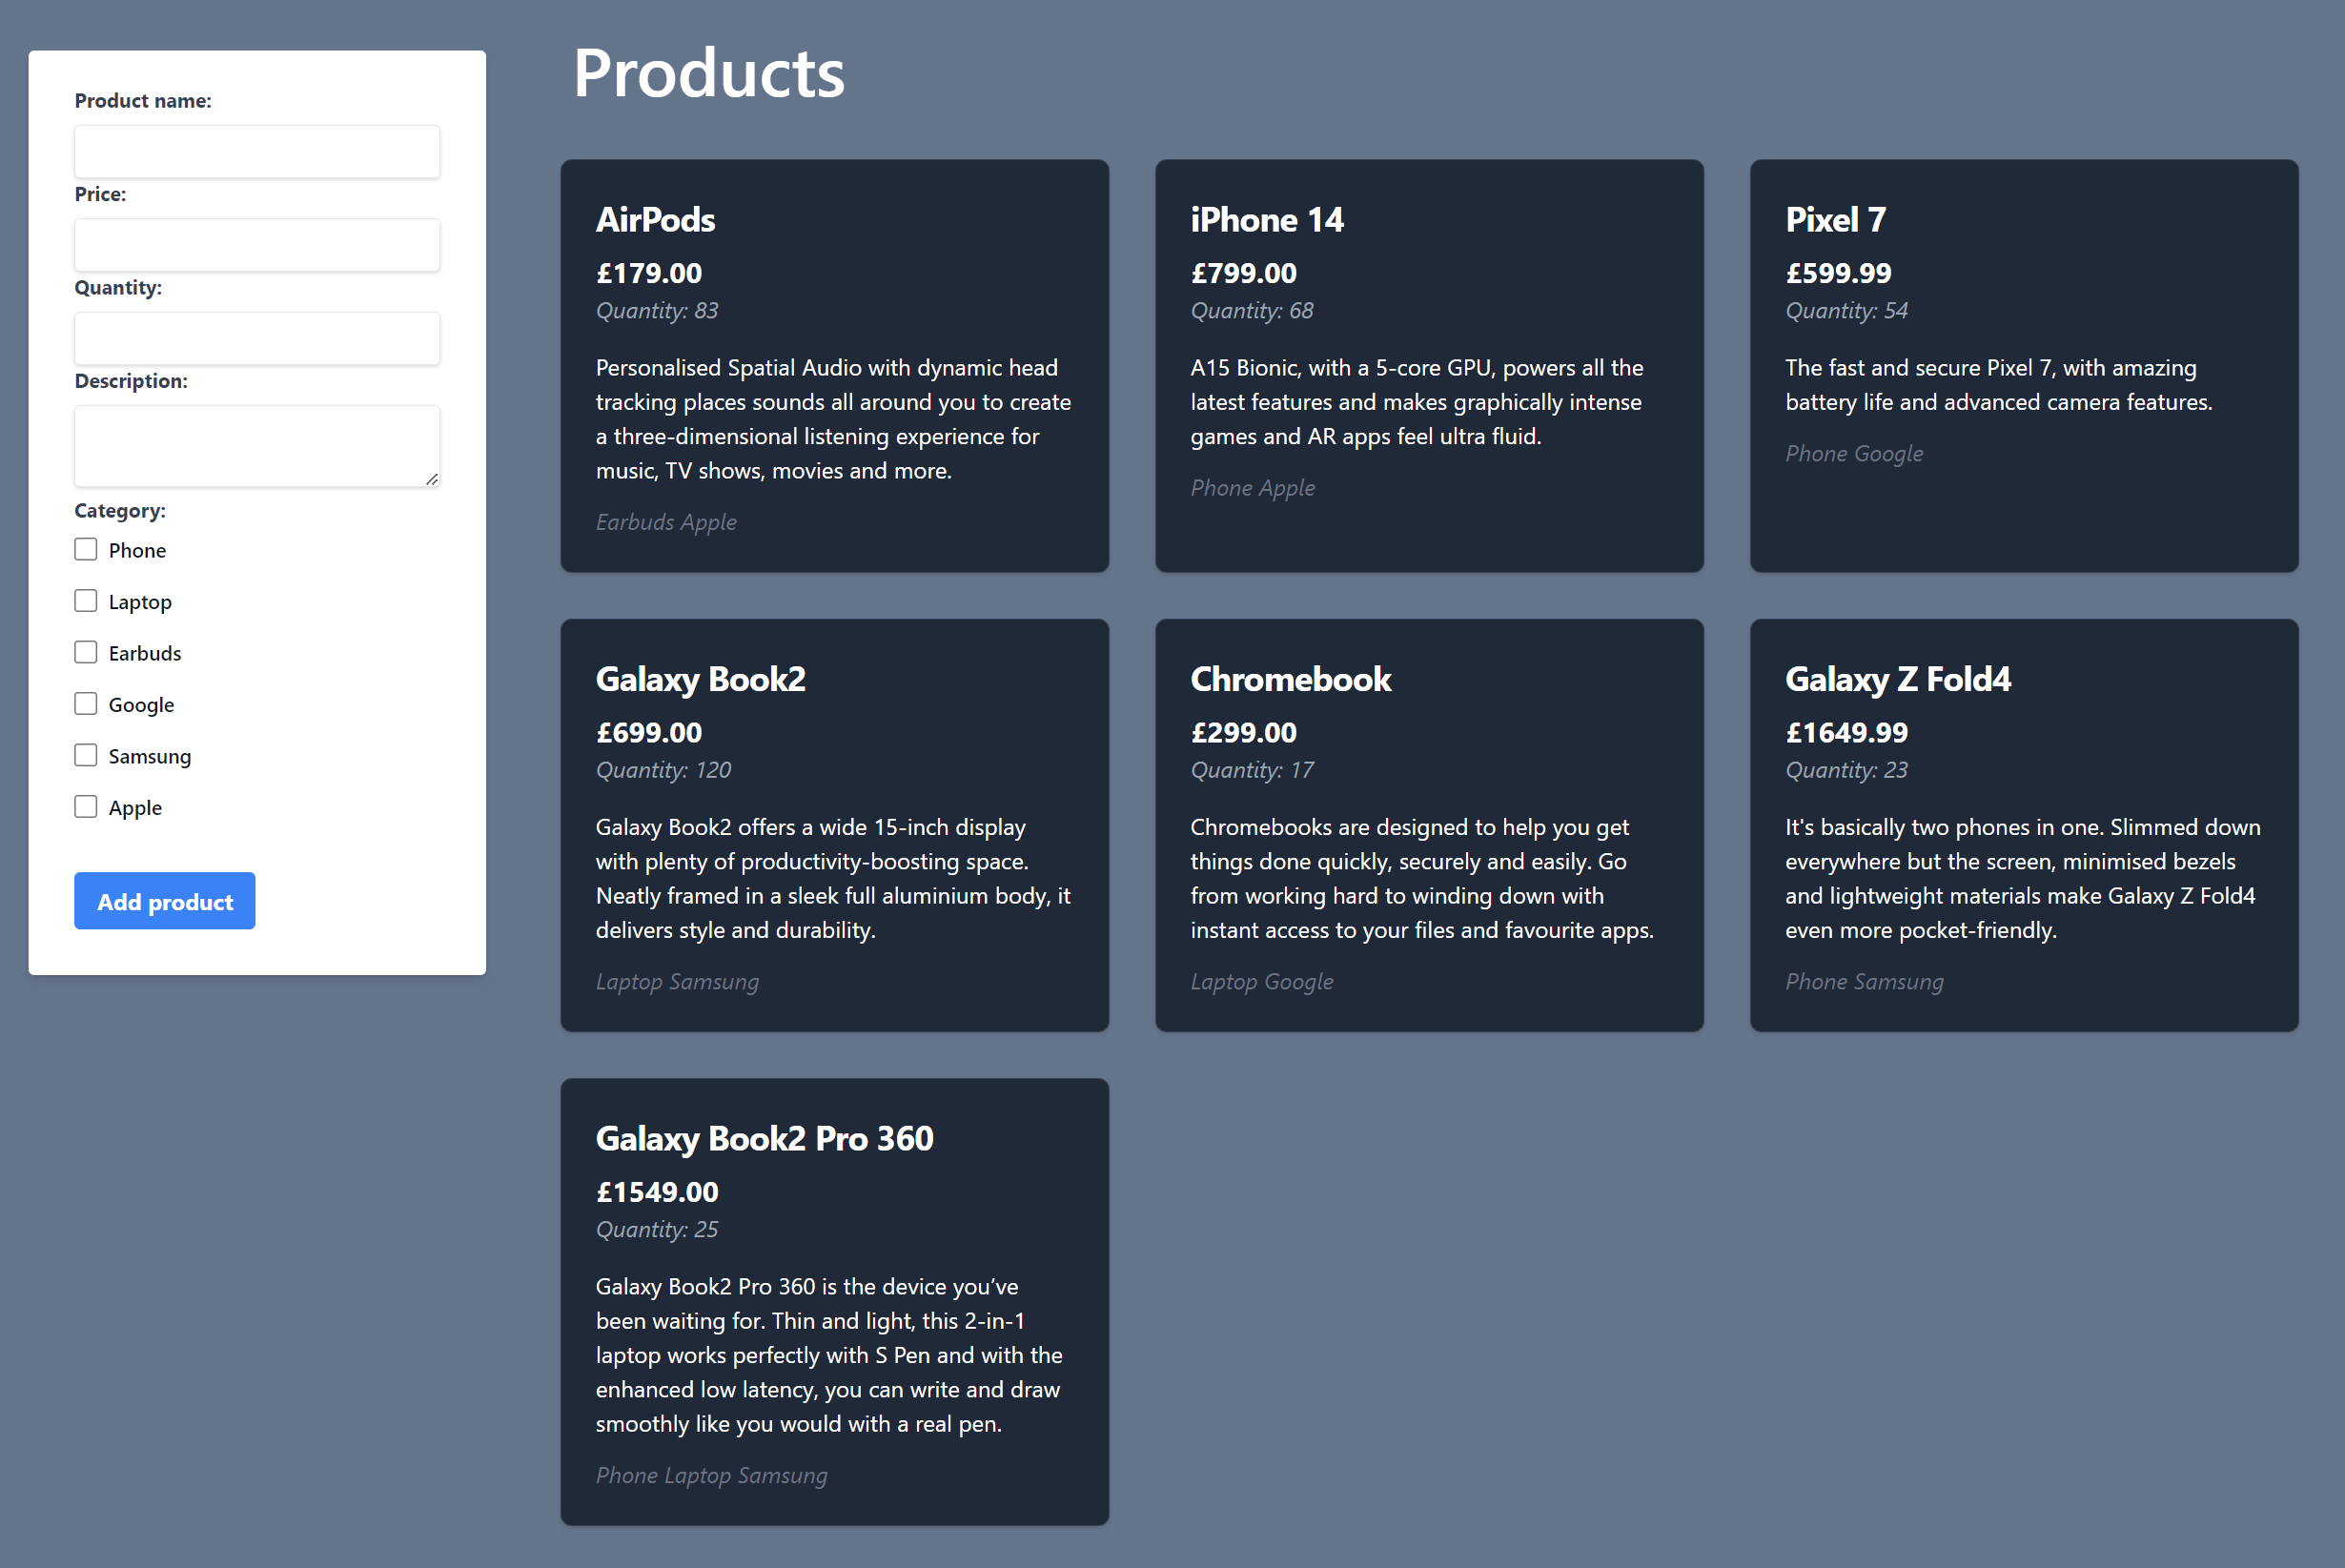 Product name:
Price:
Quantity:
Description:
Category:
Phone
Laptop
Earbuds
Google
Samsung
Apple
Add product
Products
AirPods
£179.00
Quantity: 83
Personalised Spatial Audio with dynamic head
tracking places sounds all around you to create
a three-dimensional listening experience for
music, TV shows, movies and more.
Earbuds Apple
iPhone 14
£799.00
Quantity: 68
A15 Bionic, with a 5-core GPU, powers all the
latest features and makes graphically intense
games and AR apps feel ultra fluid.
Phone Apple
Pixel 7
£599.99
Quantity: 54
The fast and secure Pixel 7, with amazing
battery life and advanced camera features.
Phone Google
Galaxy Book2
£699.00
Quantity: 120
Galaxy Book2 offers a wide 15-inch display
with plenty of productivity-boosting space.
Neatly framed in a sleek full aluminium body, it
delivers style and durability.
Laptop Samsung
Chromebook
£299.00
Quantity: 17
Chromebooks are designed to help you get
things done quickly, securely and easily. Go
from working hard to winding down with
instant access to your files and favourite apps.
Laptop Google
Galaxy Z Fold4
£1649.99
Quantity: 23
It's basically two phones in one. Slimmed down
everywhere but the screen, minimised bezels
and lightweight materials make Galaxy Z Fold4
even more pocket-friendly.
Phone Samsung
Galaxy Book2 Pro 360
£1549.00
Quantity: 25
Galaxy Book2 Pro 360 is the device you’ve
been waiting for. Thin and light, this 2-in-1
laptop works perfectly with S Pen and with the
enhanced low latency, you can write and draw
smoothly like you would with a real pen.
Phone Laptop Samsung